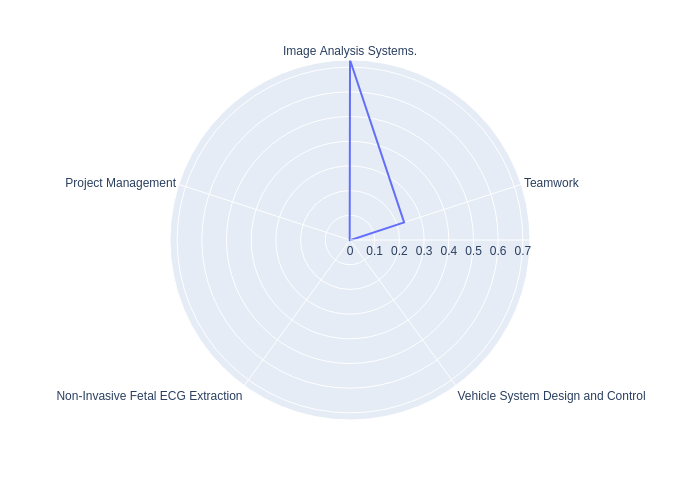 Image Analysis Systems.
Project Management
Teamwork
0 0.1 0.2 0.3 0.4 0.5 0.6 0.7
Non-Invasive Fetal ECG Extraction
Vehicle System Design and Control